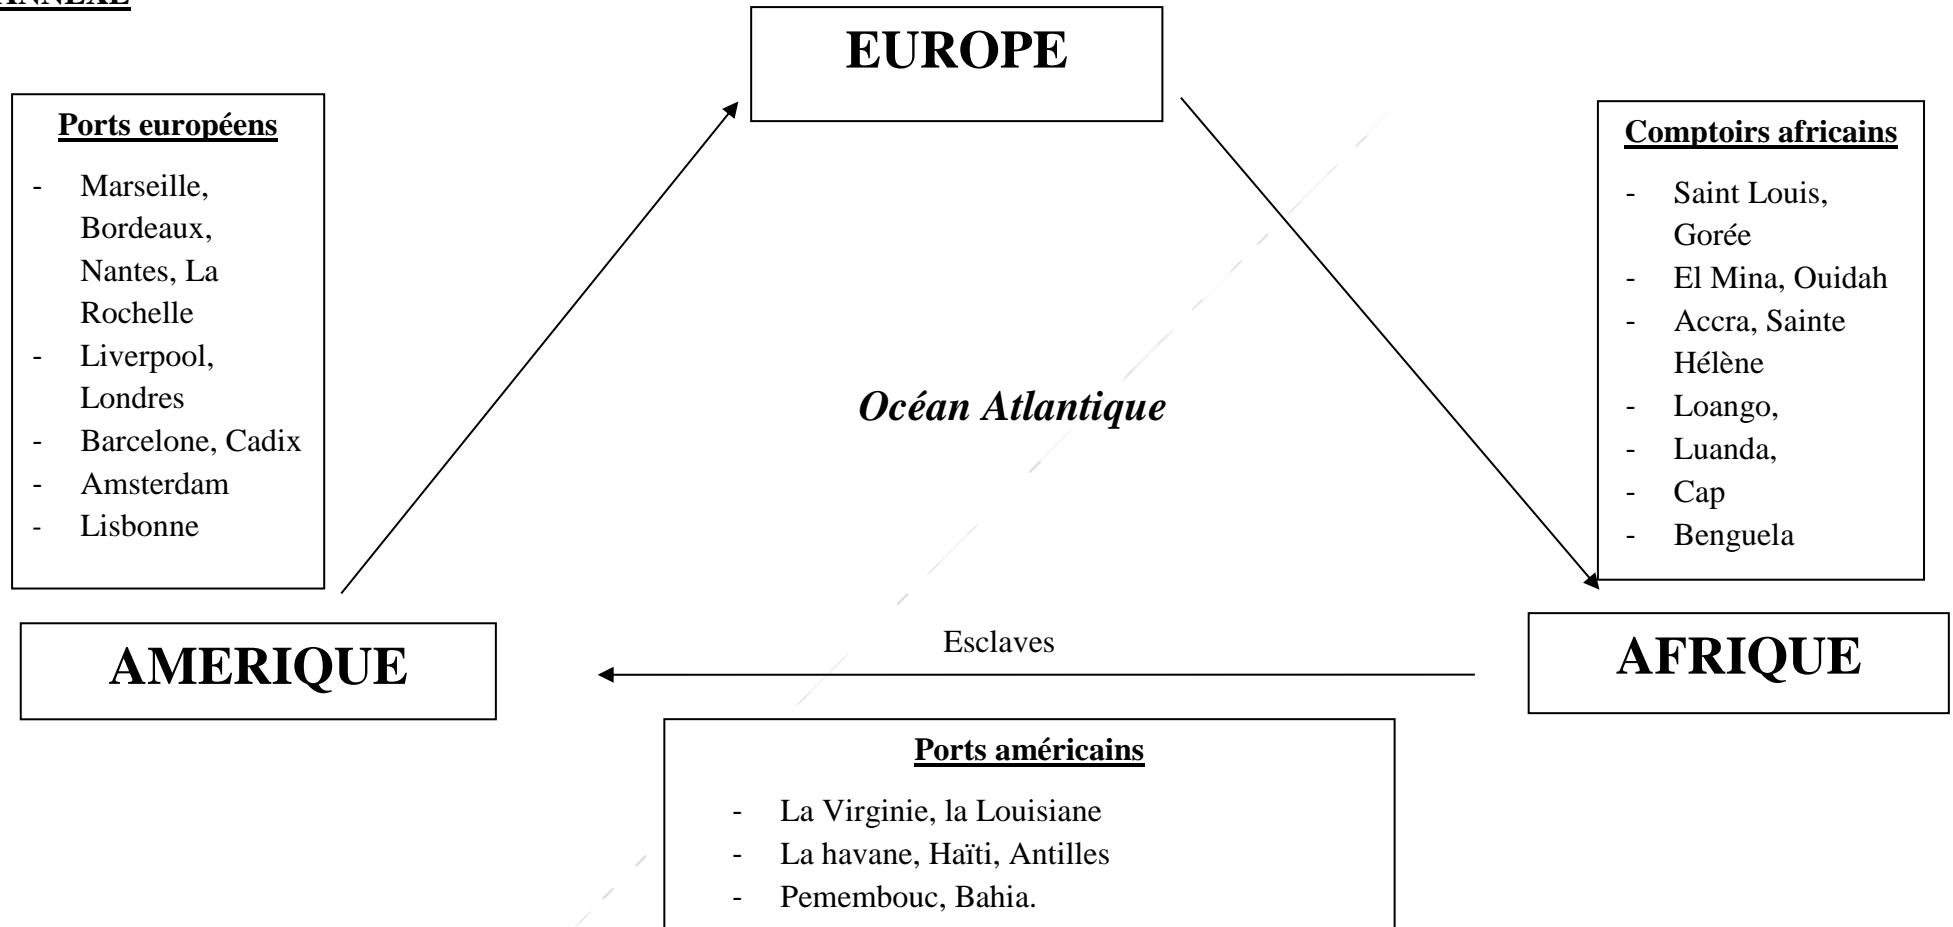 ANNEXE
EUROPE
Ports européens
- Marseille,
Bordeaux,
Nantes, La
Rochelle
- Liverpool,
Londres
- Barcelone, Cadix
- Amsterdam
- Lisbonne
Comptoirs africains
- Saint Louis,
Gorée
- El Mina, Ouidah
- Accra, Sainte
Hélène
- Loango,
- Luanda,
- Cap
- Benguela
Océan Atlantique
Esclaves
AMERIQUE
AFRIQUE
Ports américains
- La Virginie, la Louisiane
- La havane, Haïti, Antilles
- Pemembouc, Bahia.